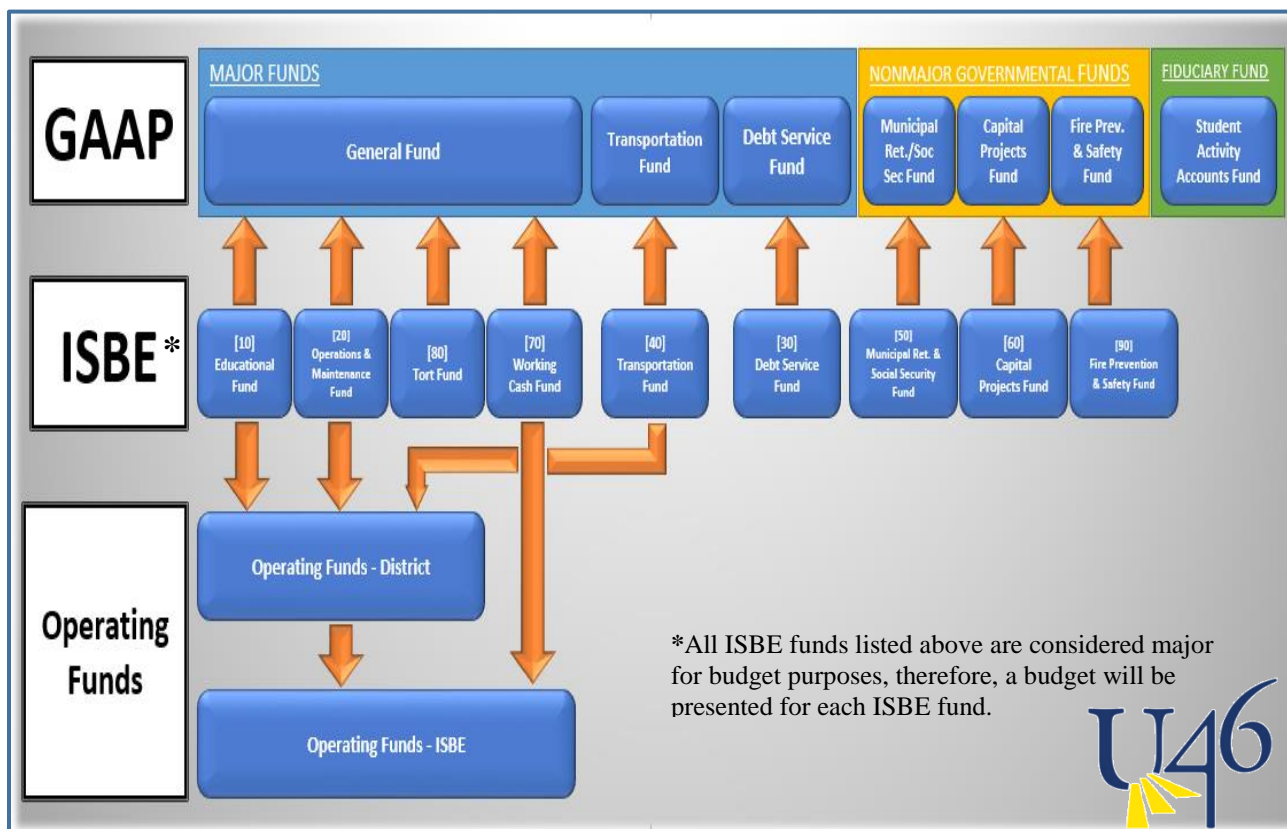 GAAP
MAJOR FUNDS
General Fund
Transportation
Fund
Debt Service
Fund
NONMAJOR GOVERNMENTAL FUNDS
Municipal
Ret./Soc
Sec Fund
Capital
Projects
Fund
Fire Prev.
& Safety
Fund
FIDUCIARY FUND
Student
Activity
Accounts Fund
ISBE*
[10]
Educational
Fund
[20]
Operations &
Maintenance
Fund
[80]
Tort Fund
[70]
Working
Cash Fund
[40]
Transportation
Fund
[30]
Debt Service
Fund
[50]
Municipal Ret. &
Social Security
Fund
[60]
Capital
Projects Fund
[90]
Fire Prevention
& Safety Fund
Operating
Funds
Operating Funds - District
Operating Funds - ISBE
*All ISBE funds listed above are considered major
for budget purposes, therefore, a budget will be
presented for each ISBE fund.
U46